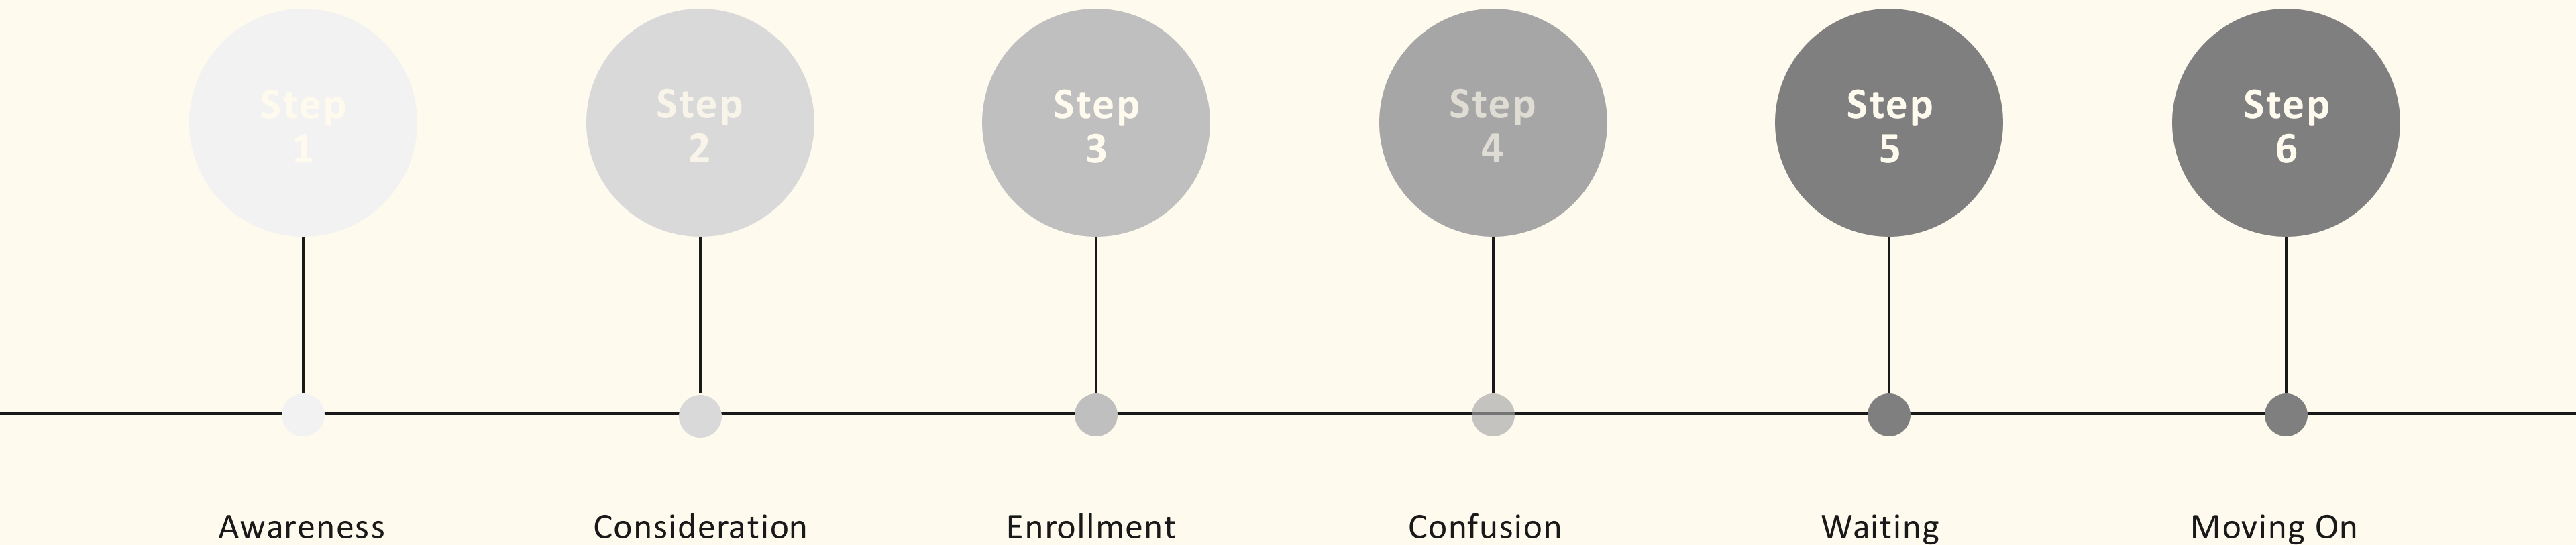 Step
1
Step
2
Step
3
Step
4
Step
5
Step
6
Awareness
Consideration
Enrollment
Confusion
Waiting
Moving On